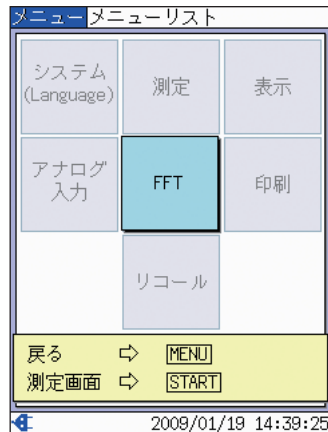 メニュー メニューリスト
システム
(Language)
測定
表示
アナログ
入力
FFT
印刷
リコール
戻る ⇨ MENU
測定画面 ⇨ START
2009/01/19 14:39:25